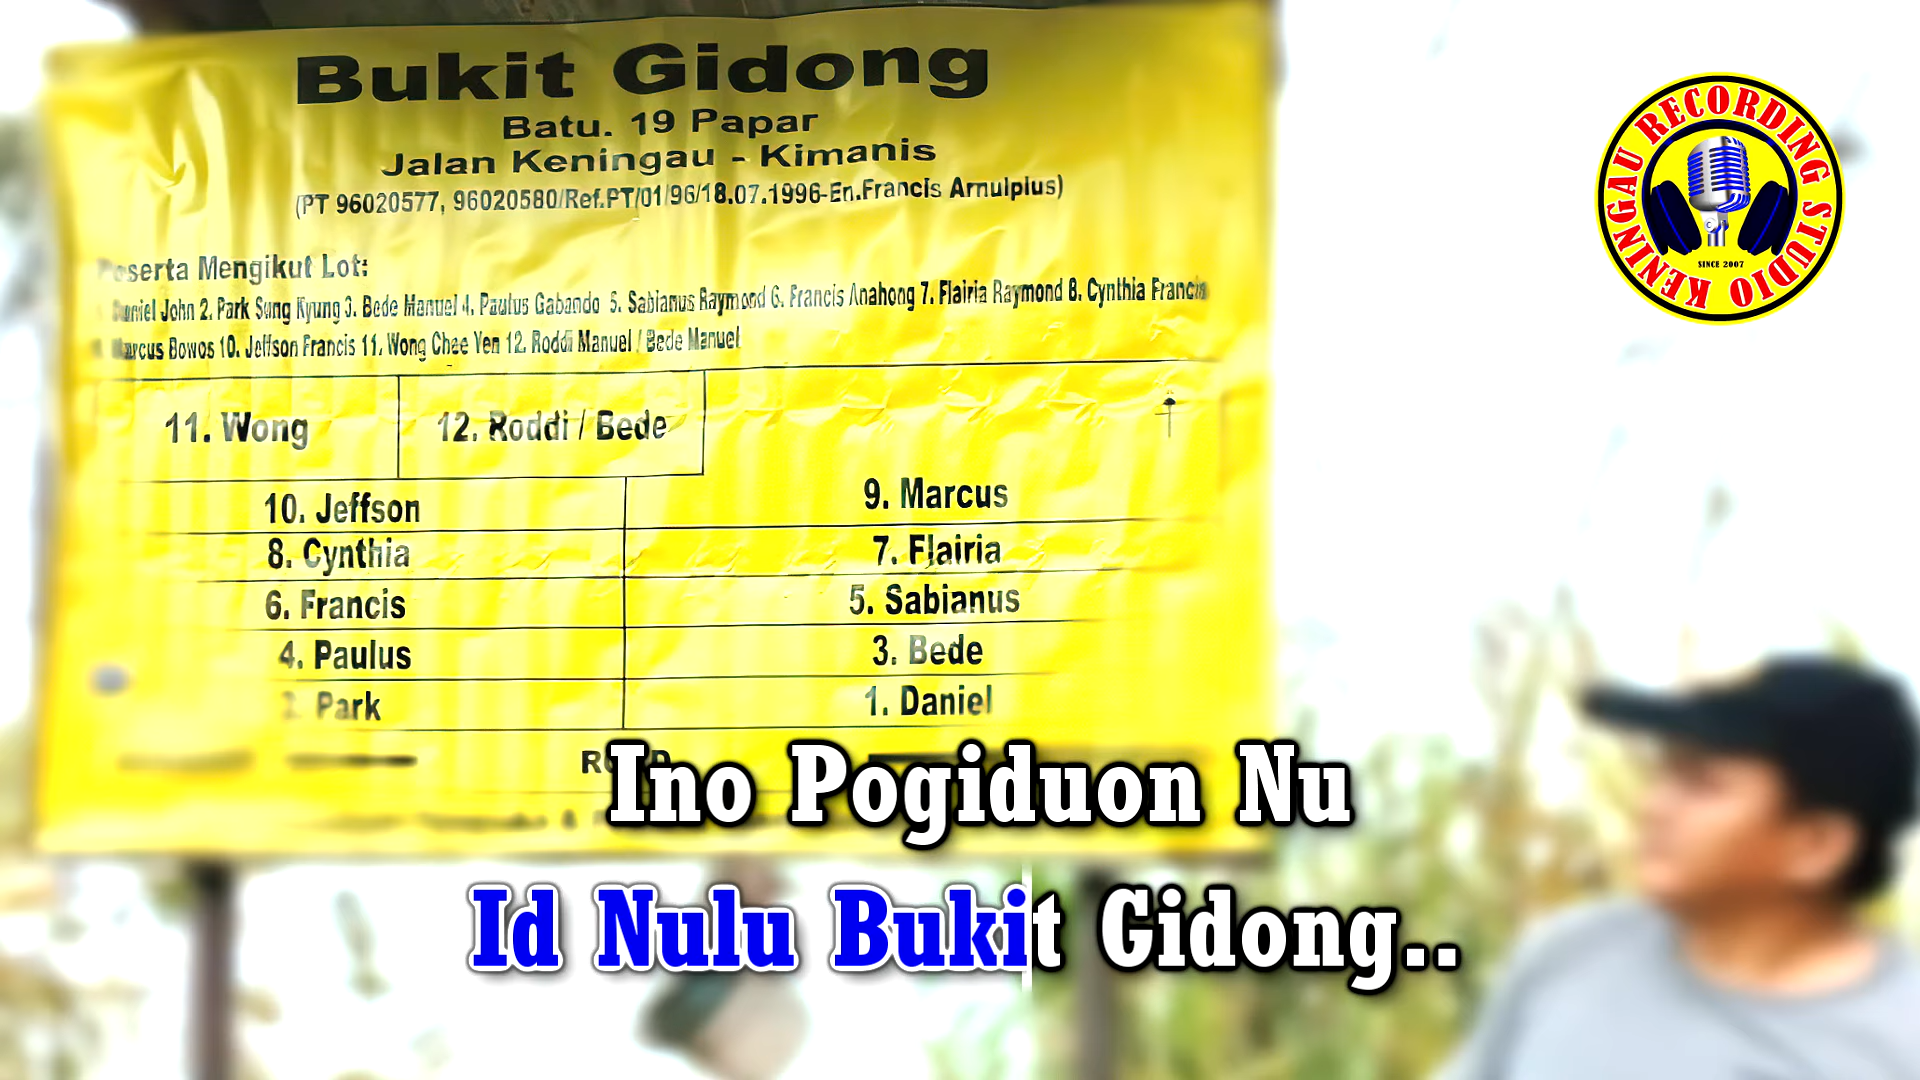 Bukit Gidong
Batu. 19 Papar
Jalan Keningau - Kimanis
(PT 96020577, 96020580/Ref.PT/01/96/18.07.1996-En.Francis Arnulpius)
Peserta Mengikut Lot:
Daniel John 2. Park Sung Kyung 3. Bede Manuel 4. Paulus Gabando 5. Sabianus Raymond 6. Francis Anahong 7. Flairia Raymond 8. Cynthia Francis
Marcus Bowos 10. Jeffson Francis 11. Wong Chee Yen 12. Roddi Manuel / Bede Manuel
11. Wong 12. Roddi / Bede
10. Jeffson 9. Marcus
8. Cynthia 7. Flairia
6. Francis 5. Sabianus
4. Paulus 3. Bede
2. Park 1. Daniel
Ino Pogiduon Nu
Id Nulu Bukit Gidong..
KENINGAU RECORDING STUDIO
SINCE 2007